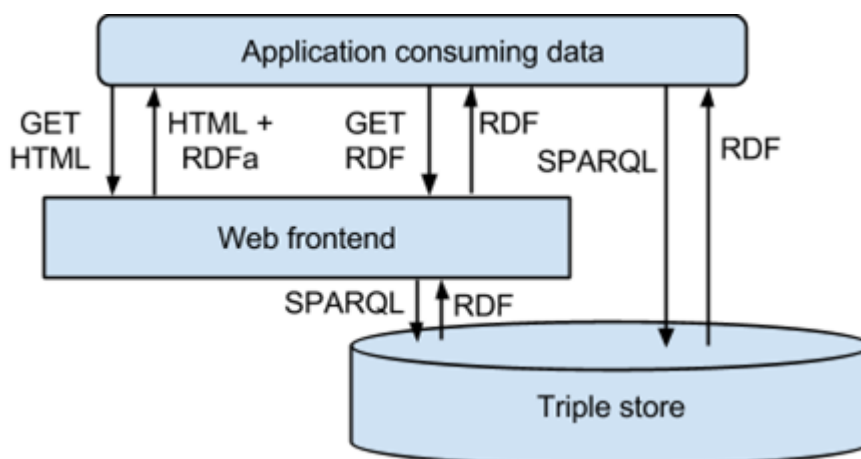 Application consuming data
GET
HTML
HTML +
RDFa
GET
RDF
RDF
SPARQL
RDF
Web frontend
SPARQL
RDF
Triple store